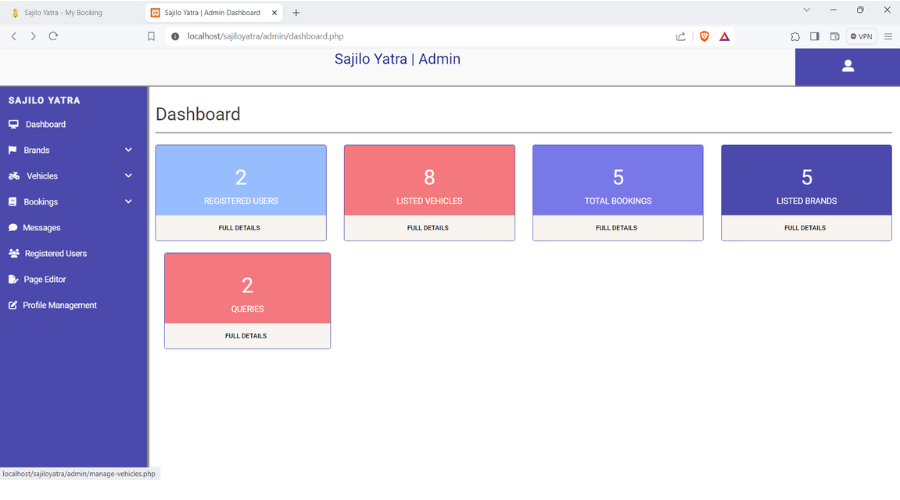 Sajilo Yatra - My Booking
Sajilo Yatra | Admin Dashboard
localhost/sajiloyatra/admin/dashboard.php
VPN
Sajilo Yatra | Admin
SAJILO YATRA
Dashboard
Brands
Vehicles
Bookings
Messages
Registered Users
Page Editor
Profile Management
Dashboard
2
REGISTERED USERS
FULL DETAILS
8
LISTED VEHICLES
FULL DETAILS
5
TOTAL BOOKINGS
FULL DETAILS
5
LISTED BRANDS
FULL DETAILS
2
QUERIES
FULL DETAILS
localhost/sajiloyatra/admin/manage-vehicles.php